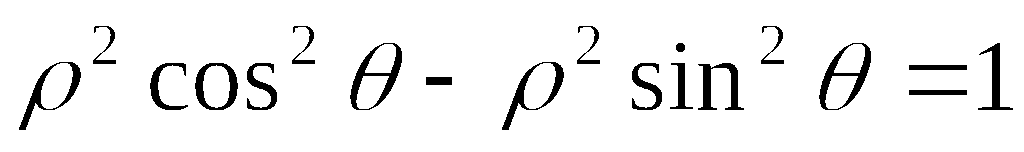 ρ² cos² θ - ρ² sin² θ =1